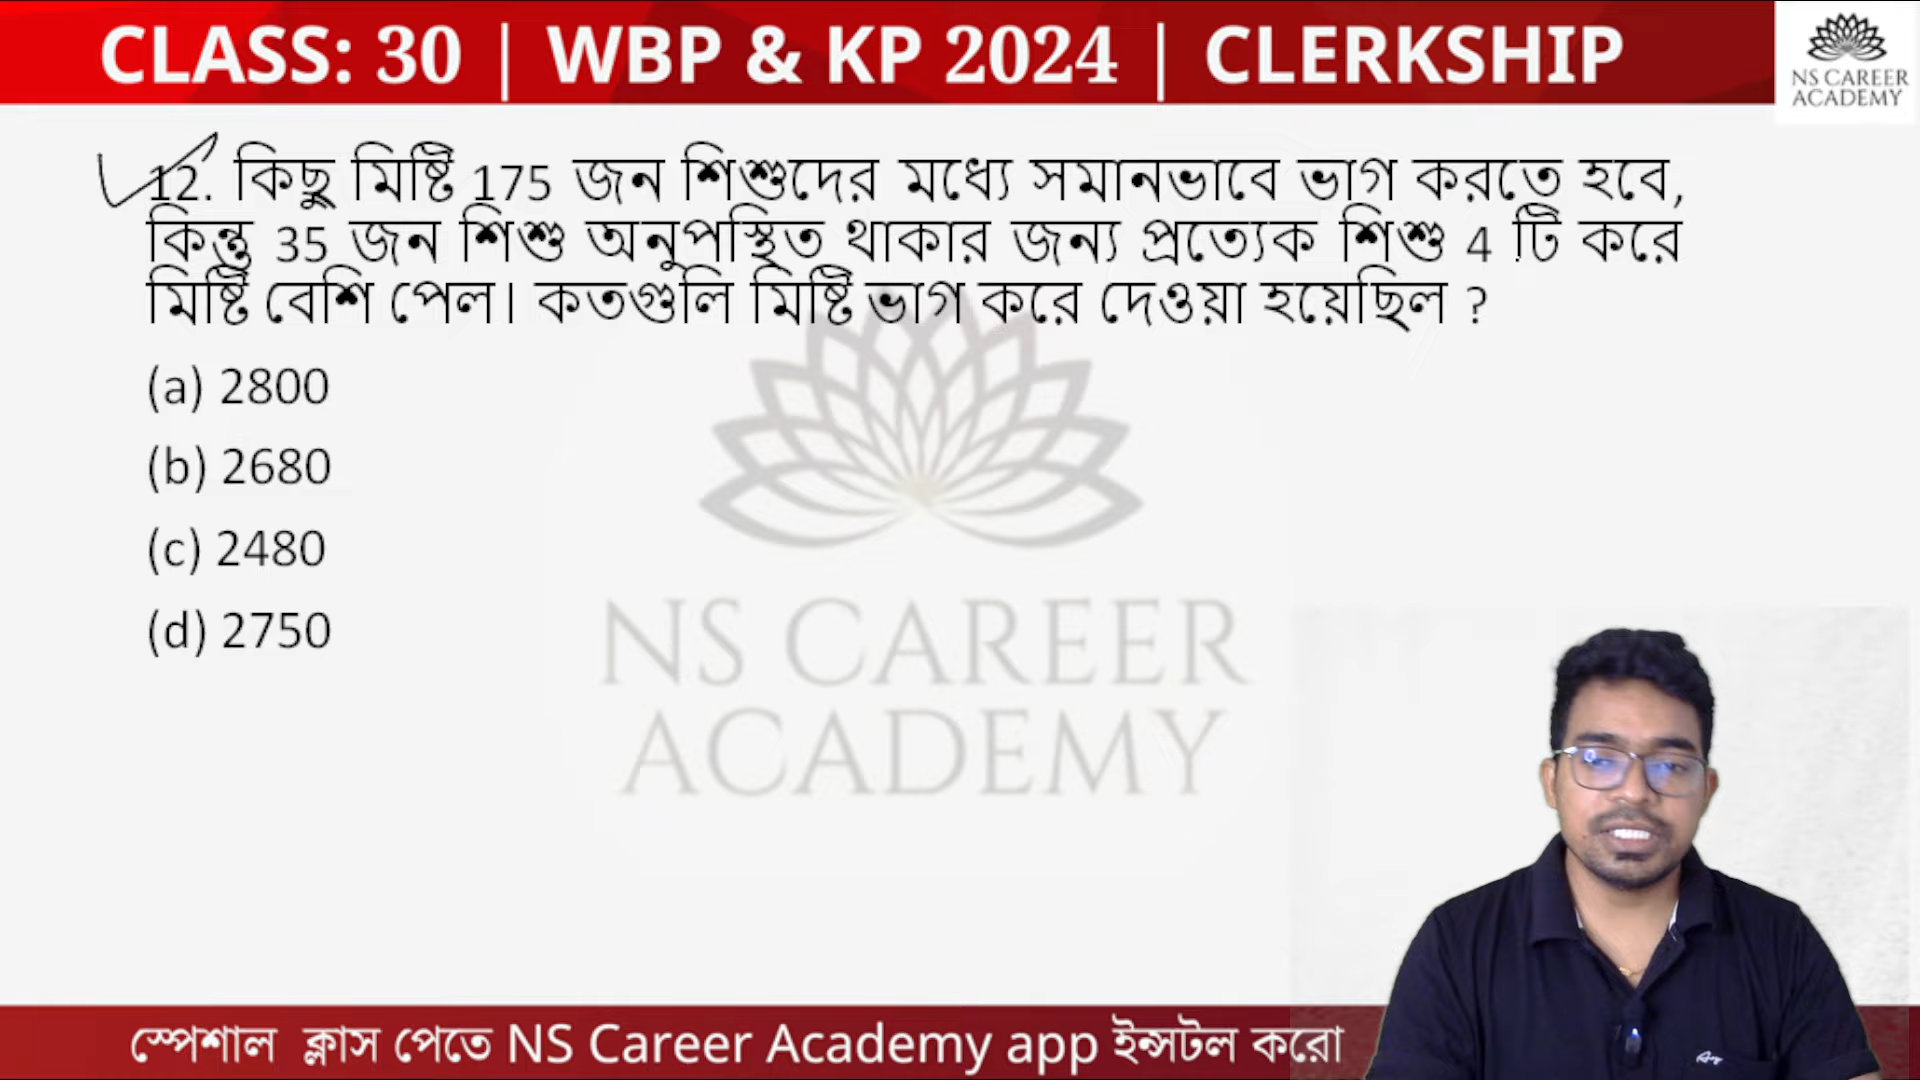 CLASS: 30 | WBP & KP 2024 | CLERKSHIP
NS CAREER
ACADEMY
12. কিছু মিষ্টি 175 জন শিশুদের মধ্যে সমানভাবে ভাগ করতে হবে,
কিন্তু 35 জন শিশু অনুপস্থিত থাকার জন্য প্রত্যেক শিশু 4 টি করে
মিষ্টি বেশি পেল। কতগুলি মিষ্টি ভাগ করে দেওয়া হয়েছিল ?
(a) 2800
(b) 2680
(c) 2480
(d) 2750
NS CAREER
ACADEMY
স্পেশাল ক্লাস পেতে NS Career Academy app ইন্সটল করো